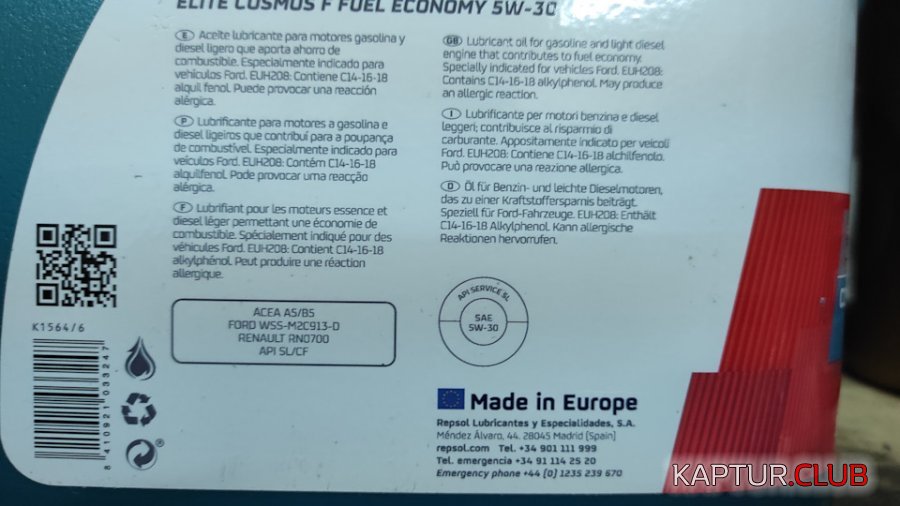 ELITE COSMOS F FUEL ECONOMY 5W-30
E Aceite lubricante para motores gasolina y
diesel ligero que aporta ahorro de
combustible. Especialmente indicado para
vehículos Ford. EUH208: Contiene C14-16-18
alquil fenol. Puede provocar una reacción
alérgica.
P Lubrificante para motores a gasolina e
diesel ligeiros que contribuí para a poupança
de combustível. Especialmente indicado para
veículos Ford. EUH208: Contém C14-16-18
alquilfenol. Pode provocar uma reacção
alérgica.
F Lubrifiant pour les moteurs essence et
diesel léger permettant une économie de
combustible. Spécialement indiqué pour des
véhicules Ford. EUH208: Contient C14-16-18
alkyphénol. Peut produire une réaction
allergique.
GB Lubricant oil for gasoline and light diesel
engine that contributes to fuel economy.
Specially indicated for vehicles Ford. EUH208:
Contains C14-16-18 alkylphenol. May produce
an allergic reaction.
I Lubrificante per motori benzina e diesel
leggeri; contribuisce al risparmio di
carburante. Appositamente indicato per veicoli
Ford. EUH208: Contiene C14-16-18 alchilfenolo.
Può provocare una reazione allergica.
D Öl für Benzin- und leichte Dieselmotoren,
das zu einer Kraftstoffersparnis beiträgt.
Speziell für Ford-Fahrzeuge. EUH208: Enthält
C14-16-18 Alkylphenol. Kann allergische
Reaktionen hervorrufen.
K1564/6
8 410921 033247
ACEA A5/B5
FORD WSS-M2C913-D
RENAULT RN0700
API SL/CF
API SERVICE SL
SAE
5W-30
Made in Europe
Repsol Lubricantes y Especialidades, S.A.
Méndez Álvaro, 44. 28045 Madrid (Spain)
repsol.com Tel. +34 901 111 999
Tel. emergencia +34 91 114 25 20
Emergency phone +44 (0) 1235 239 670
KAPTUR.CLUB